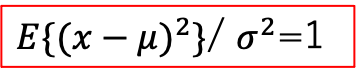 E{(x − μ)²}/ σ²=1